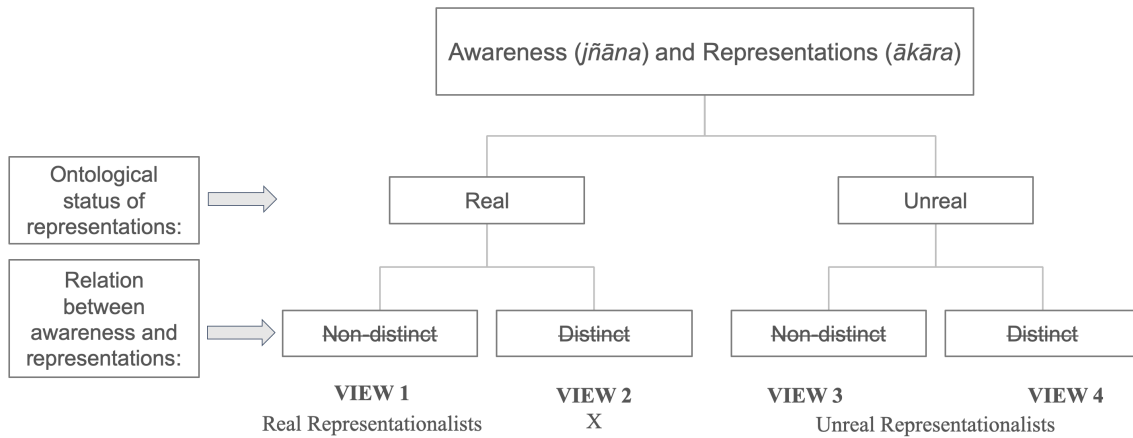 Awareness (jñāna) and Representations (ākāra)
Ontological
status of
representations:
Real
Unreal
Relation
between
awareness and
representations:
Non-distinct
Distinct
Non-distinct
Distinct
VIEW 1
VIEW 2
VIEW 3
VIEW 4
Real Representationalists
X
Unreal Representationalists